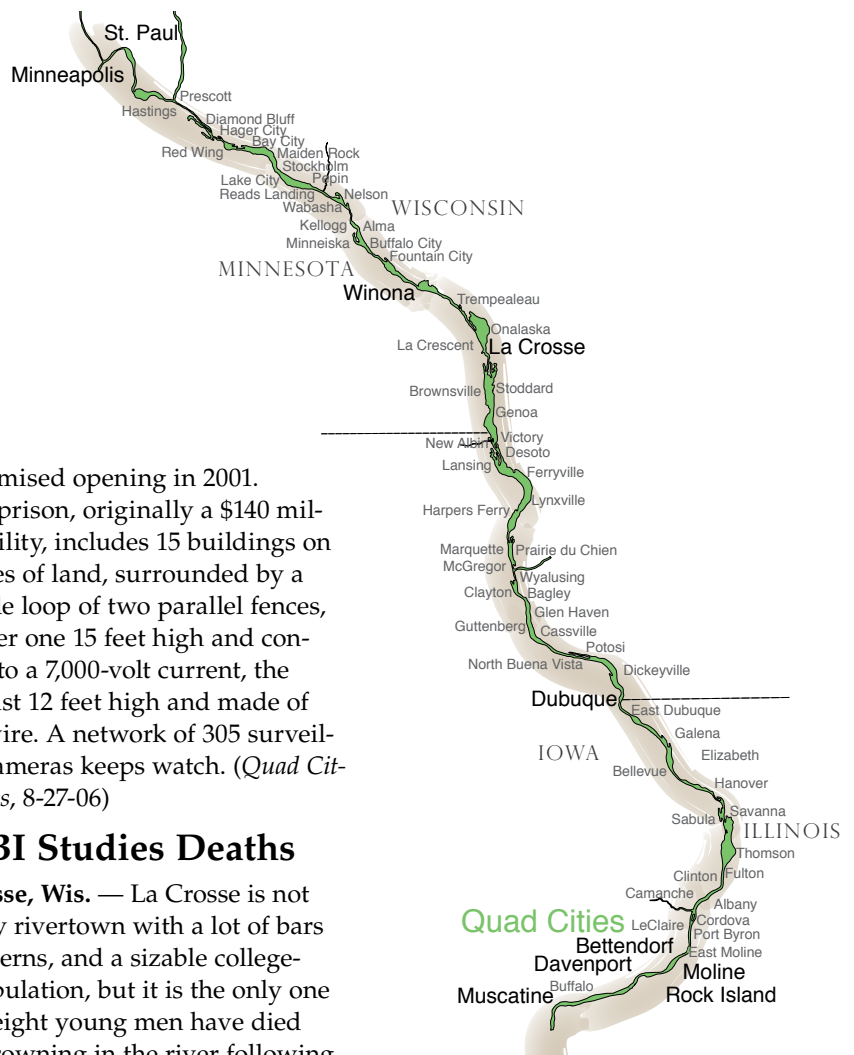 St. Paul
Minneapolis
Prescott
Hastings
Diamond Bluff
Hager City
Bay City
Red Wing
Maiden Rock
Stockholm
Pepin
Lake City
Reads Landing
Nelson
Wabasha
WISCONSIN
Kellogg
Alma
Minneiska
Buffalo City
Fountain City
MINNESOTA
Winona
Trempealeau
Onalaska
La Crescent
La Crosse
Brownsville
Stoddard
Genoa
New Albin
Victory
Desoto
Lansing
Ferryville
Lynxville
Harpers Ferry
Marquette
Prairie du Chien
McGregor
Wyalusing
Clayton
Bagley
Glen Haven
Guttenberg
Cassville
Potosi
North Buena Vista
Dickeyville
Dubuque
East Dubuque
Galena
IOWA
Elizabeth
Bellevue
Hanover
Savanna
Sabula
ILLINOIS
Thomson
Clinton
Fulton
Camanche
Albany
Quad Cities
LeClaire
Cordova
Port Byron
Bettendorf
East Moline
Davenport
Moline
Buffalo
Muscatine
Rock Island
mised opening in 2001.
prison, originally a $140 mil-
ility, includes 15 buildings on
es of land, surrounded by a
le loop of two parallel fences,
er one 15 feet high and con-
to a 7,000-volt current, the
ust 12 feet high and made of
wire. A network of 305 surveil-
ameras keeps watch. (Quad Cit-
s, 8-27-06)
BI Studies Deaths
sse, Wis. — La Crosse is not
y rivertown with a lot of bars
erns, and a sizable college-
pulation, but it is the only one
eight young men have died
rowning in the river following